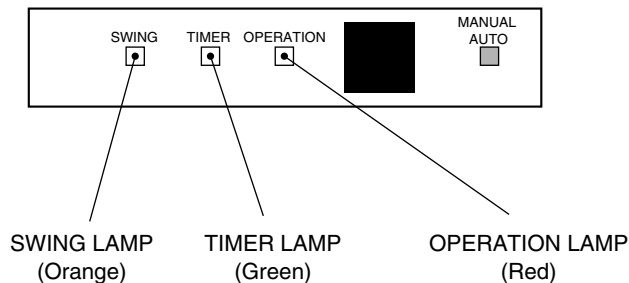 MANUAL
SWING TIMER OPERATION AUTO
SWING LAMP TIMER LAMP OPERATION LAMP
(Orange) (Green) (Red)